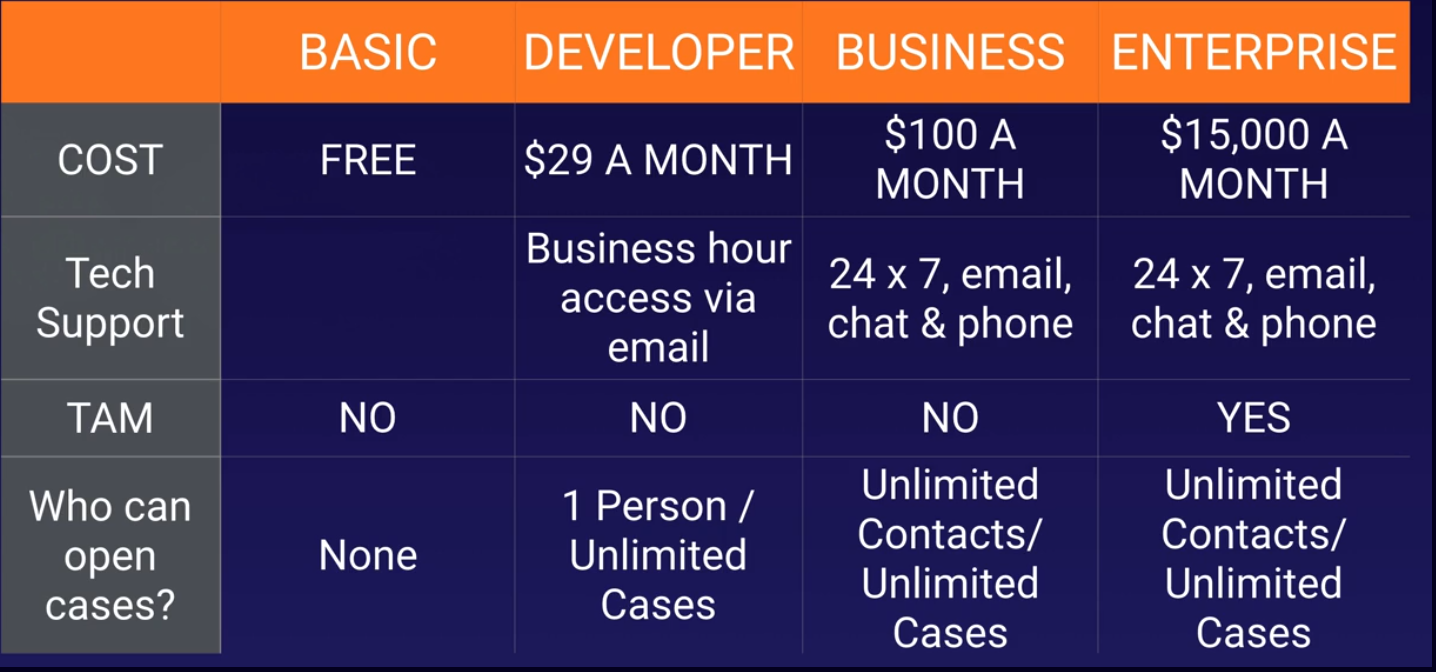 BASIC DEVELOPER BUSINESS ENTERPRISE
COST FREE $29 A MONTH $100 A MONTH $15,000 A MONTH
Tech Support Business hour access via email 24 x 7, email, chat & phone 24 x 7, email, chat & phone
TAM NO NO NO YES
Who can open cases? None 1 Person / Unlimited Cases Unlimited Contacts/ Unlimited Cases Unlimited Contacts/ Unlimited Cases